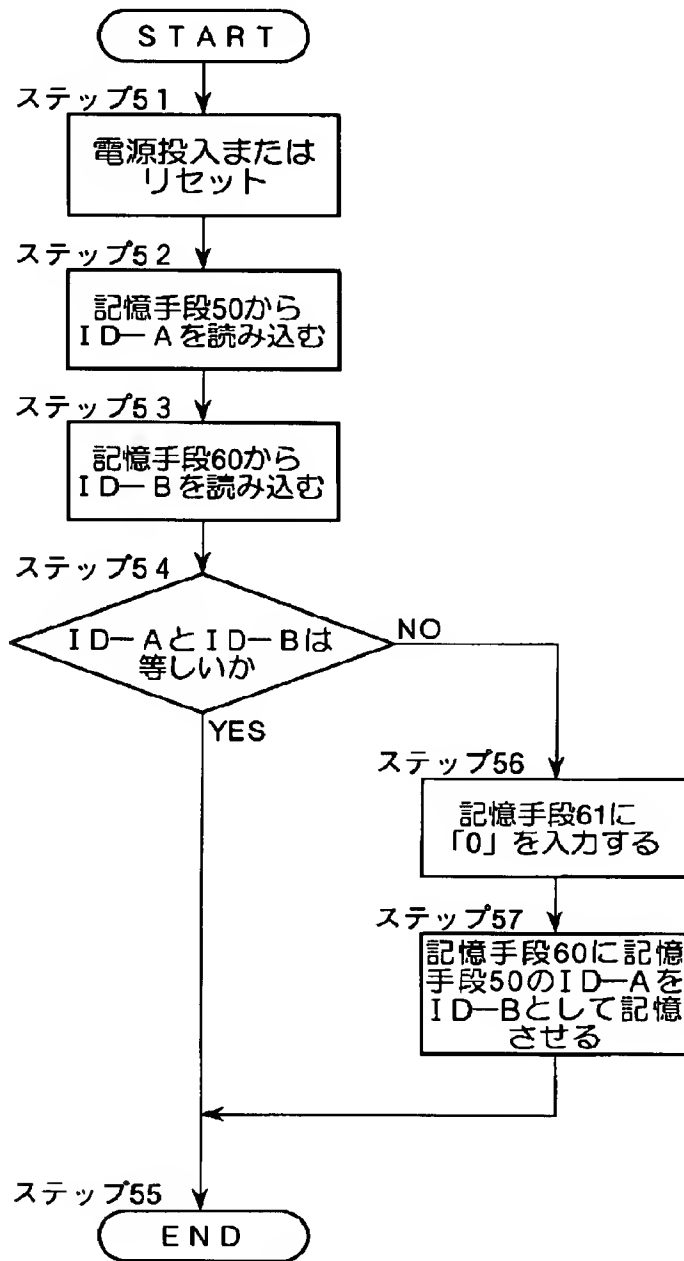 START
ステップ51
電源投入または
リセット
ステップ52
記憶手段50から
ID－Aを読み込む
ステップ53
記憶手段60から
ID－Bを読み込む
ステップ54
ID－AとID－Bは
等しいか
NO
YES
ステップ56
記憶手段61に
「0」を入力する
ステップ57
記憶手段60に記憶
手段50のID－Aを
ID－Bとして記憶
させる
ステップ55
END